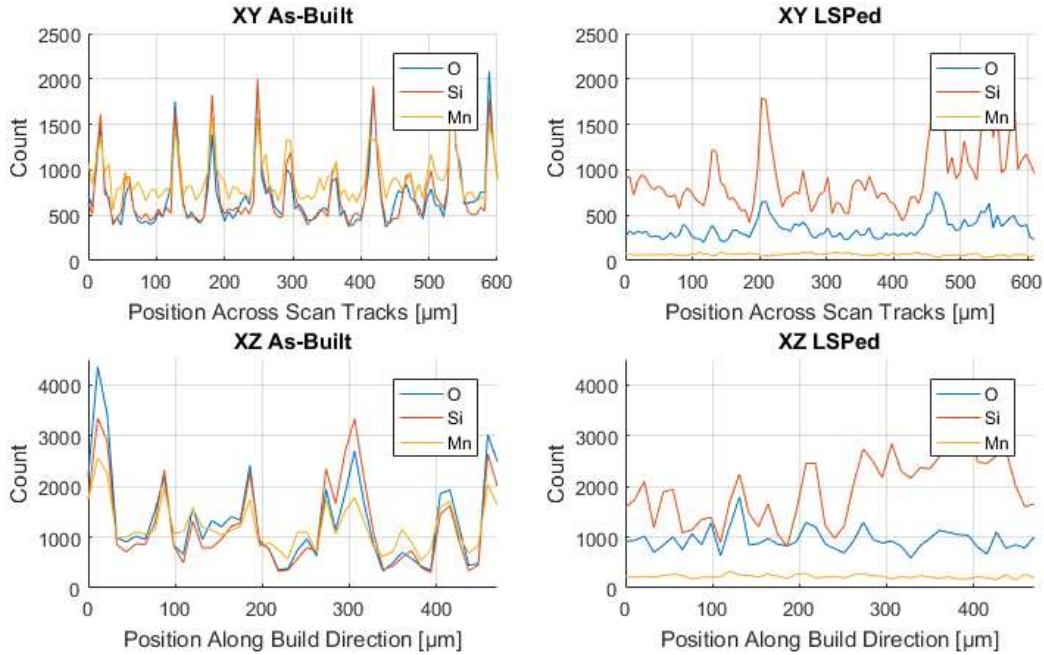 XY As-Built
2500
2000
1500
1000
500
0
Count
O
Si
Mn
0 100 200 300 400 500 600
Position Across Scan Tracks [µm]
XY LSPed
2500
2000
1500
1000
500
0
Count
O
Si
Mn
0 100 200 300 400 500 600
Position Across Scan Tracks [µm]
XZ As-Built
4000
3000
2000
1000
0
Count
O
Si
Mn
0 100 200 300 400
Position Along Build Direction [µm]
XZ LSPed
4000
3000
2000
1000
0
Count
O
Si
Mn
0 100 200 300 400
Position Along Build Direction [µm]